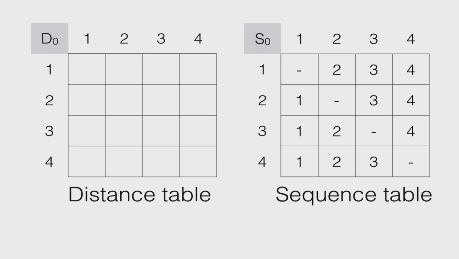 D₀ 1 2 3 4
1
2
3
4
Distance table
S₀ 1 2 3 4
1 - 2 3 4
2 1 - 3 4
3 1 2 - 4
4 1 2 3 -
Sequence table